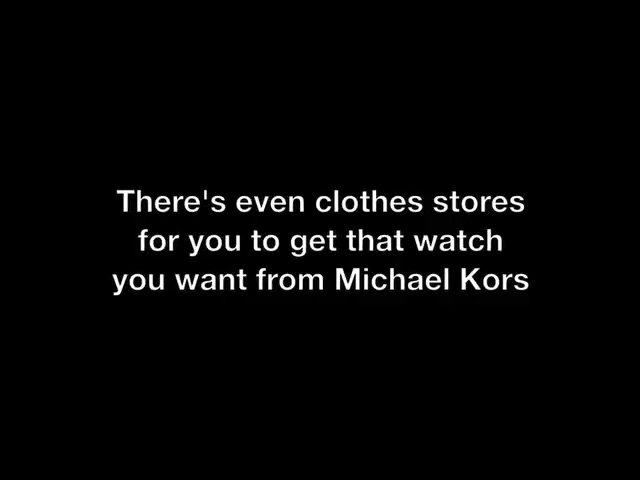 There's even clothes stores
for you to get that watch
you want from Michael Kors